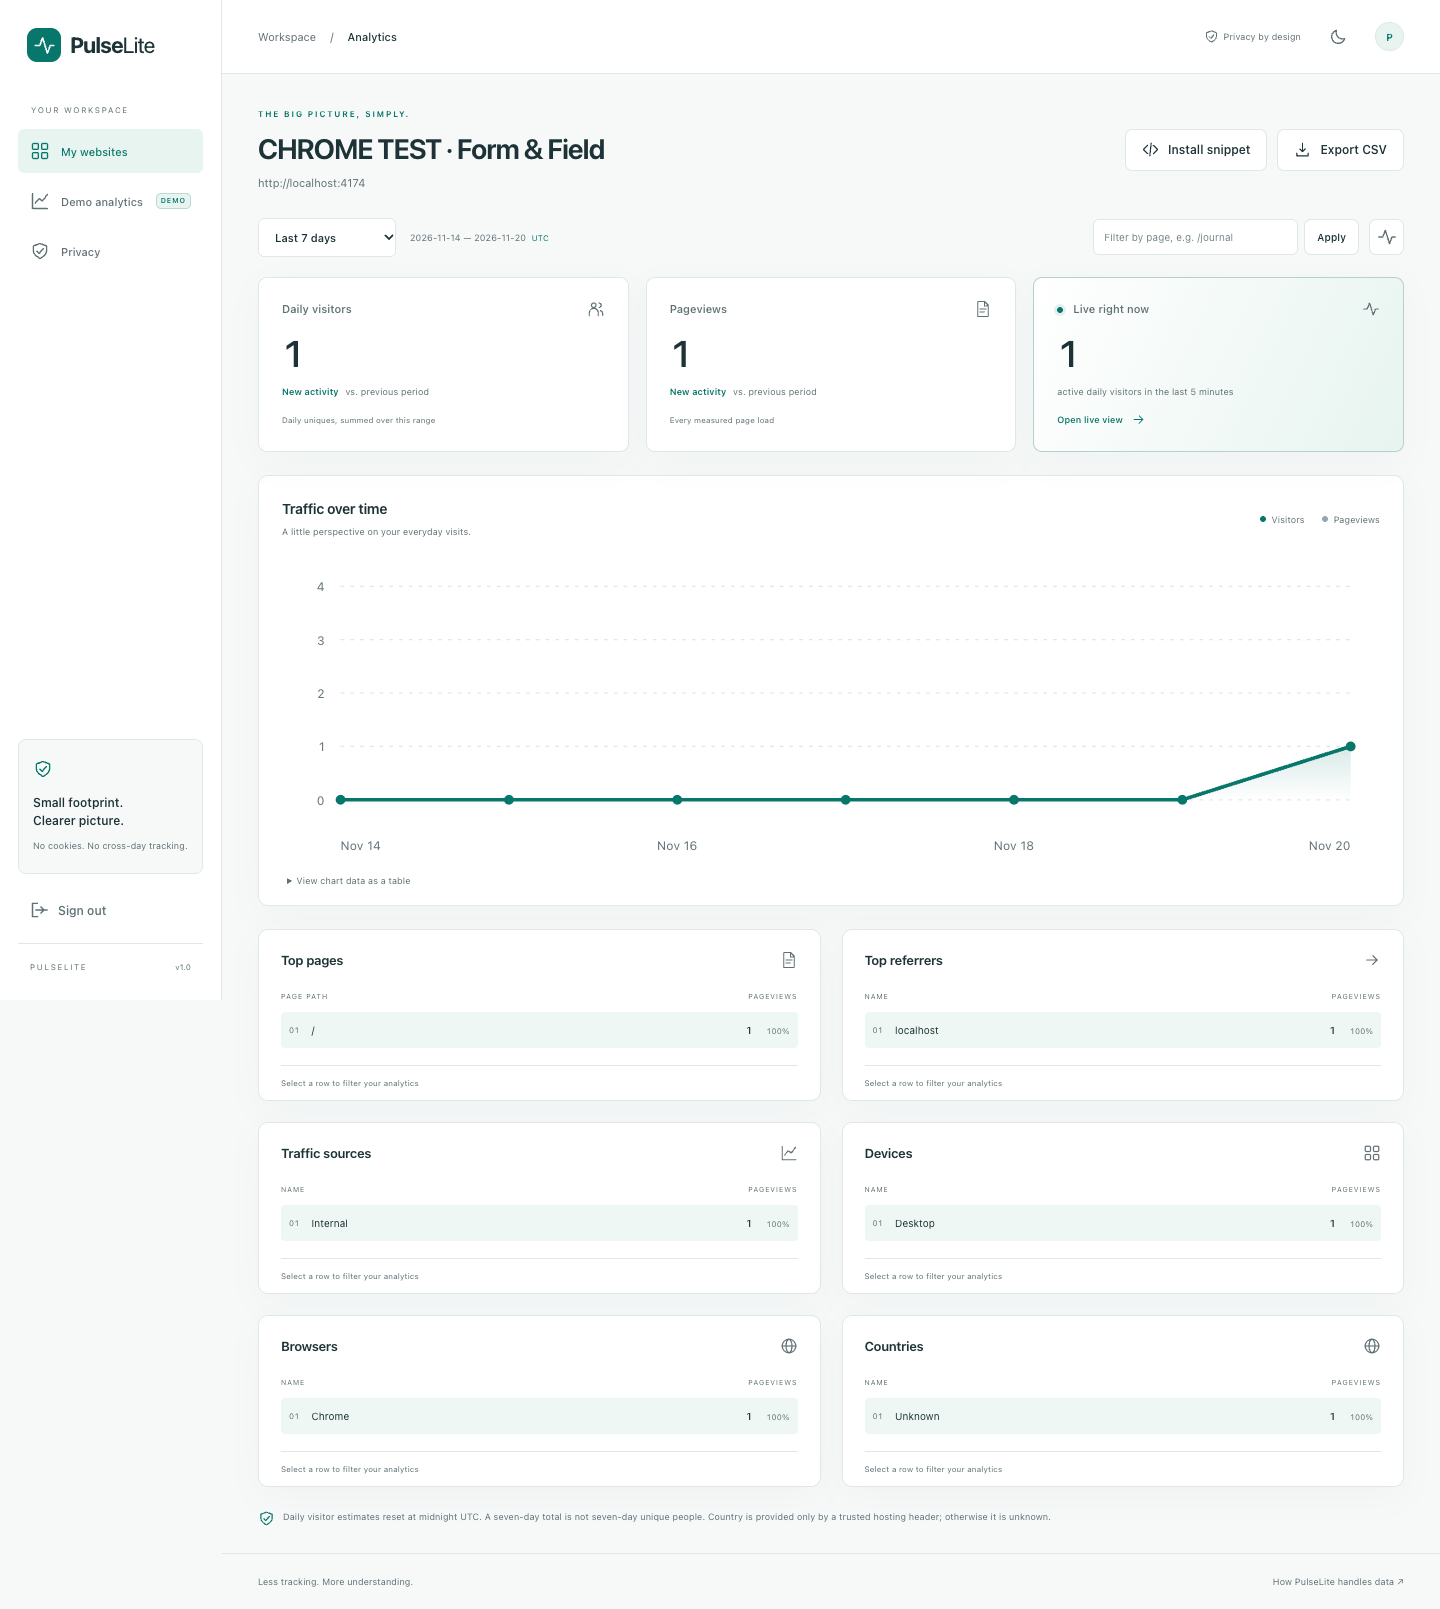 PulseLite
YOUR WORKSPACE
My websites
Demo analytics DEMO
Privacy
Small footprint.
Clearer picture.
No cookies. No cross-day tracking.
Sign out
PULSELITE v1.0
Workspace / Analytics
Privacy by design
P
THE BIG PICTURE, SIMPLY.
CHROME TEST · Form & Field
http://localhost:4174
Install snippet
Export CSV
Last 7 days
2026-11-14 — 2026-11-20 UTC
Filter by page, e.g. /journal
Apply
Daily visitors
1
New activity vs. previous period
Daily uniques, summed over this range
Pageviews
1
New activity vs. previous period
Every measured page load
Live right now
1
active daily visitors in the last 5 minutes
Open live view →
Traffic over time
A little perspective on your everyday visits.
Visitors Pageviews
4
3
2
1
0
Nov 14 Nov 16 Nov 18 Nov 20
▶ View chart data as a table
Top pages
PAGE PATH PAGEVIEWS
01 / 1 100%
Select a row to filter your analytics
Top referrers
NAME PAGEVIEWS
01 localhost 1 100%
Select a row to filter your analytics
Traffic sources
NAME PAGEVIEWS
01 Internal 1 100%
Select a row to filter your analytics
Devices
NAME PAGEVIEWS
01 Desktop 1 100%
Select a row to filter your analytics
Browsers
NAME PAGEVIEWS
01 Chrome 1 100%
Select a row to filter your analytics
Countries
NAME PAGEVIEWS
01 Unknown 1 100%
Select a row to filter your analytics
Daily visitor estimates reset at midnight UTC. A seven-day total is not seven-day unique people. Country is provided only by a trusted hosting header; otherwise it is unknown.
Less tracking. More understanding.
How PulseLite handles data ↗